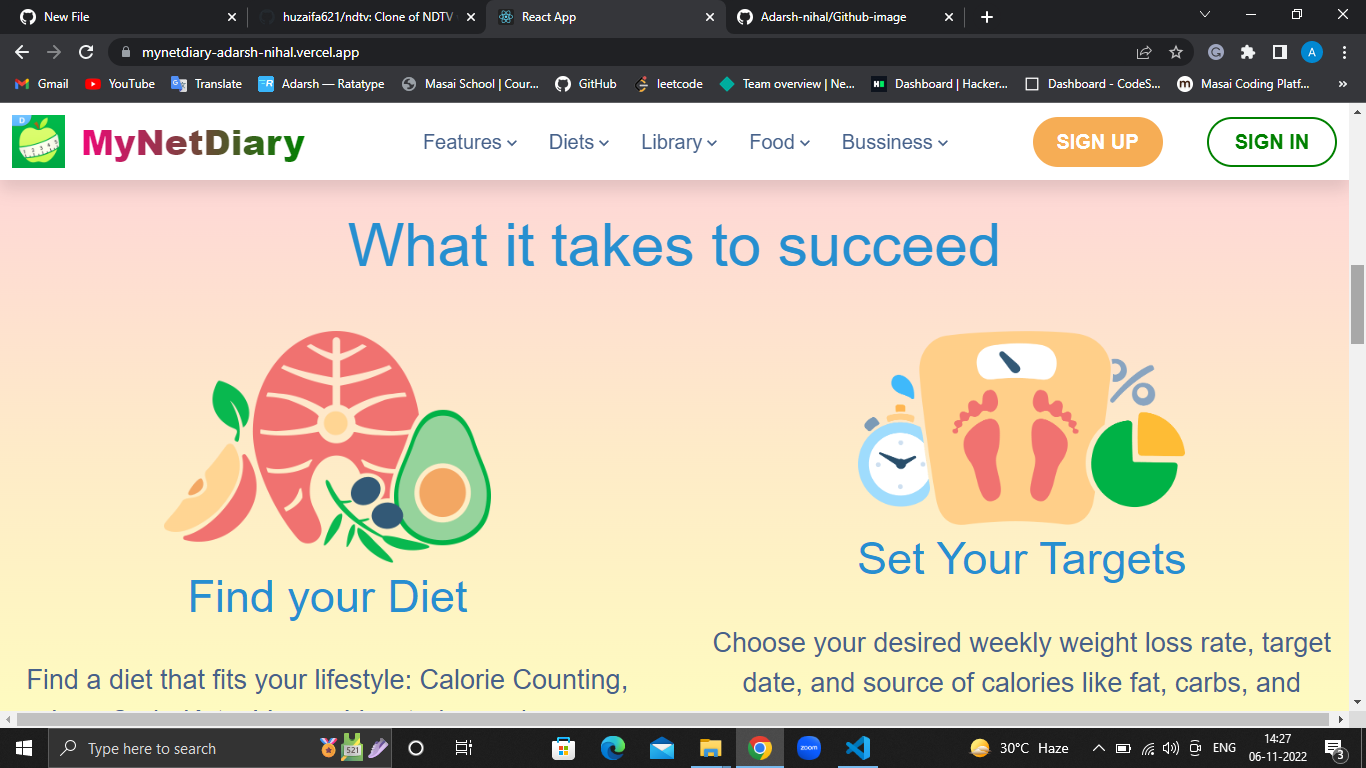 New File
huzaifa621/ndtv: Clone of NDTV
React App
Adarsh-nihal/Github-image
mynetdiary-adarsh-nihal.vercel.app
A
Gmail
YouTube
Translate
Adarsh — Ratatype
Masai School | Cour...
GitHub
leetcode
Team overview | Ne...
Dashboard | Hacker...
Dashboard - CodeS...
Masai Coding Platf...
»
D
MyNetDiary
Features
Diets
Library
Food
Bussiness
SIGN UP
SIGN IN
What it takes to succeed
%
Find your Diet
Set Your Targets
Choose your desired weekly weight loss rate, target
date, and source of calories like fat, carbs, and
Find a diet that fits your lifestyle: Calorie Counting,
Type here to search
521
zoom
30°C Haze
ENG
14:27
06-11-2022
3